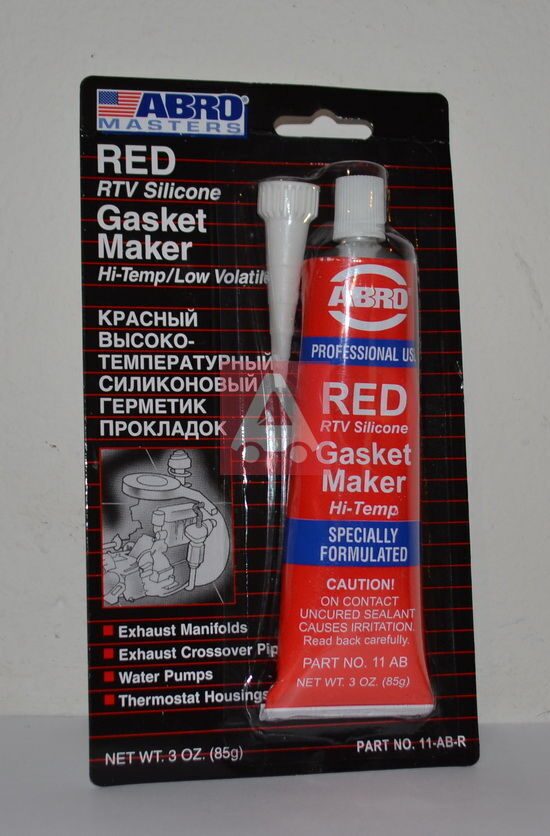 ABRO
MASTERS
RED
RTV Silicone
Gasket
Maker
Hi-Temp/Low Volatile
КРАСНЫЙ
ВЫСОКО-
ТЕМПЕРАТУРНЫЙ
СИЛИКОНОВЫЙ
ГЕРМЕТИК
ПРОКЛАДОК
Exhaust Manifolds
Exhaust Crossover Pip
Water Pumps
Thermostat Housings
NET WT. 3 OZ. (85g)
PART NO. 11-AB-R
ABRO
PROFESSIONAL US
RED
RTV Silicone
Gasket
Maker
Hi-Temp
SPECIALLY
FORMULATED
CAUTION!
ON CONTACT
UNCURED SEALANT
CAUSES IRRITATION.
Read back carefully.
PART NO. 11 AB
NET WT. 3 OZ. (85g)